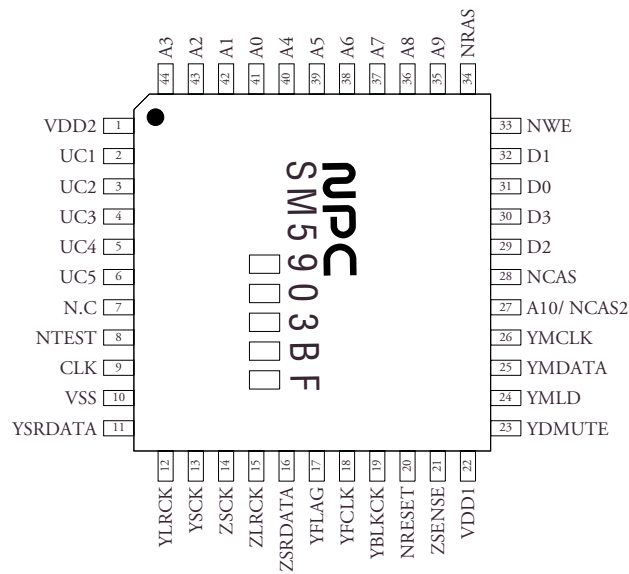 A3 A2 A1 A0 A4 A5 A6 A7 A8 A9 NRAS
44 43 42 41 40 39 38 37 36 35 34
VDD2 1
UC1 2
UC2 3
UC3 4
UC4 5
UC5 6
N.C 7
NTEST 8
CLK 9
VSS 10
YSRDATA 11
NPC
SM5903BF
33 NWE
32 D1
31 D0
30 D3
29 D2
28 NCAS
27 A10/ NCAS2
26 YMCLK
25 YMDATA
24 YMLD
23 YDMUTE
12 13 14 15 16 17 18 19 20 21 22
YLRCK YSCK ZSCK ZLRCK ZSRDATA YFLAG YFCLK YBLKCK NRESET ZSENSE VDD1